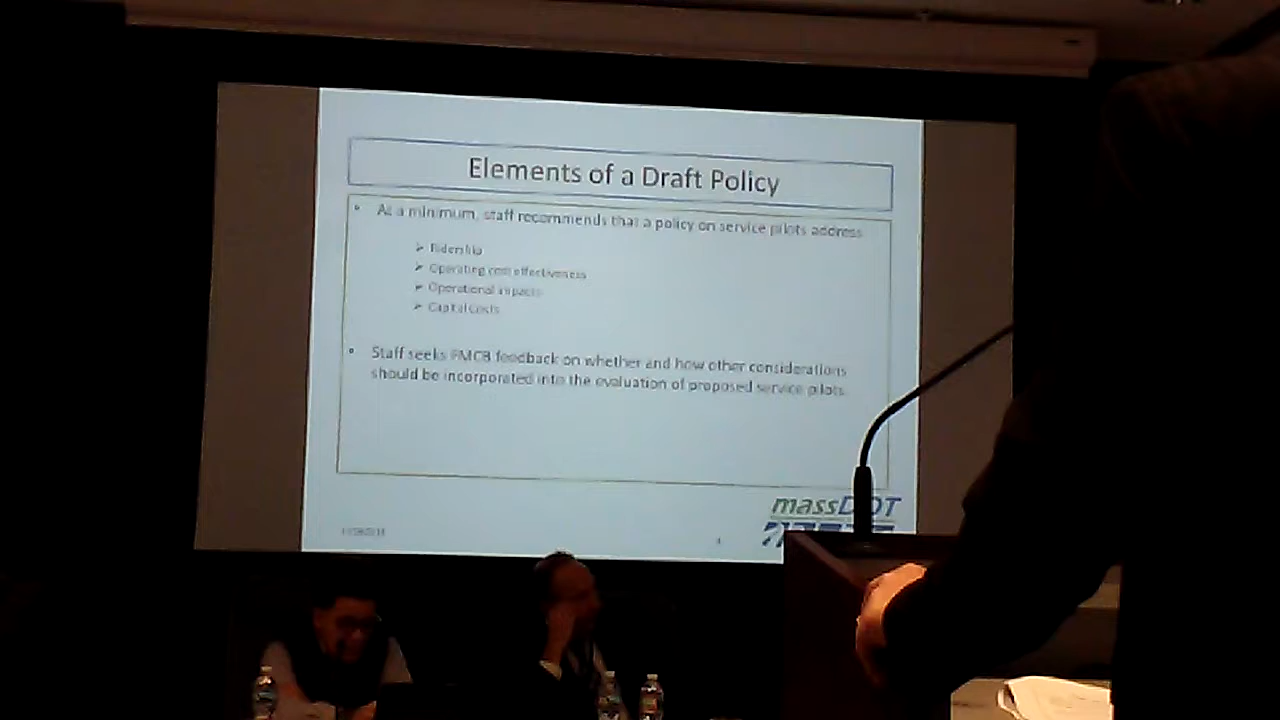 Elements of a Draft Policy
• At a minimum, staff recommends that a policy on service pilots address
➢ Ridership
➢ Operating cost effectiveness
➢ Operational impacts
➢ Capital costs
• Staff seeks FMCB feedback on whether and how other considerations
should be incorporated into the evaluation of proposed service pilots.
massDOT
4